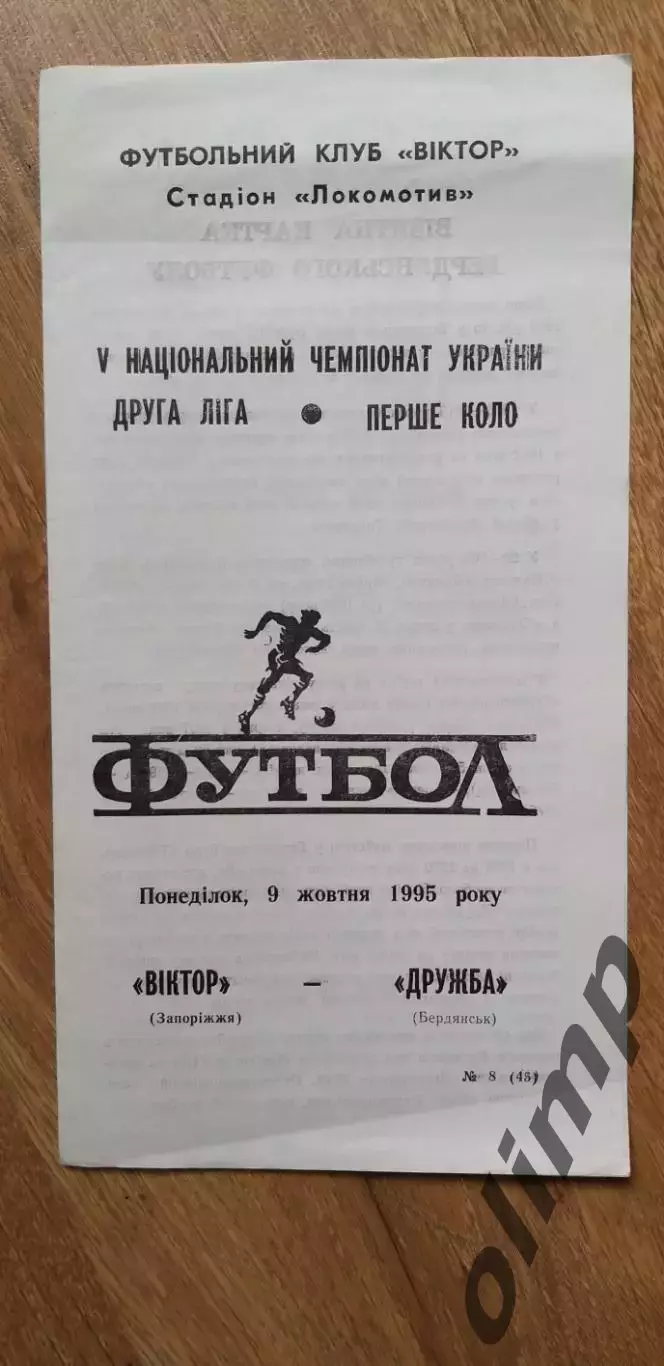 ФУТБОЛЬНИЙ КЛУБ «ВІКТОР»
Стадіон «Локомотив»
V НАЦІОНАЛЬНИЙ ЧЕМПІОНАТ УКРАЇНИ
ДРУГА ЛІГА ● ПЕРШЕ КОЛО
ФУТБОЛ
Понеділок, 9 жовтня 1995 року
«ВІКТОР» — «ДРУЖБА»
(Запоріжжя) (Бердянськ)
№ 8 (45)
olimp